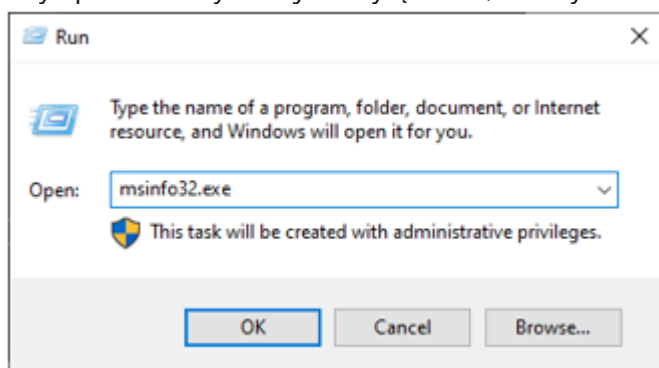 Run
Type the name of a program, folder, document, or Internet
resource, and Windows will open it for you.
Open:
msinfo32.exe
This task will be created with administrative privileges.
OK
Cancel
Browse...